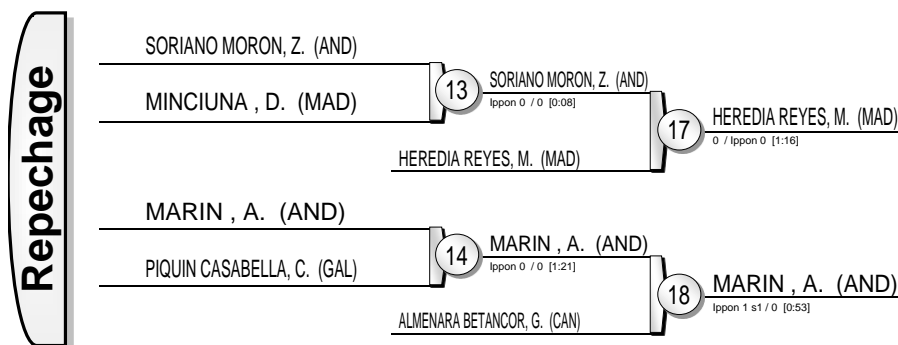 Repechage
SORIANO MORON, Z. (AND)
MINCIUNA , D. (MAD)
13
SORIANO MORON, Z. (AND)
Ippon 0 / 0 [0:08]
HEREDIA REYES, M. (MAD)
17
HEREDIA REYES, M. (MAD)
0 / Ippon 0 [1:16]
MARIN , A. (AND)
PIQUIN CASABELLA, C. (GAL)
14
MARIN , A. (AND)
Ippon 0 / 0 [1:21]
ALMENARA BETANCOR, G. (CAN)
18
MARIN , A. (AND)
Ippon 1 s1 / 0 [0:53]